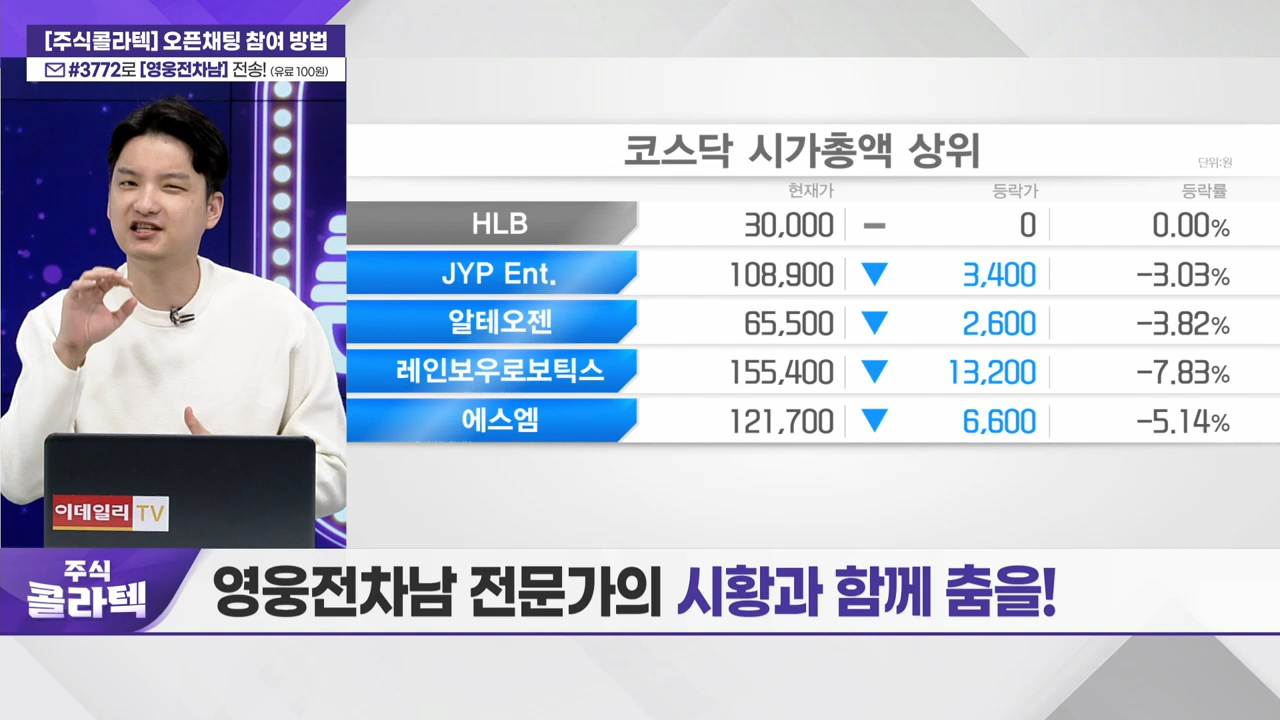 [주식콜라텍] 오픈채팅 참여 방법
#3772로 [영웅전차남] 전송! (유료 100원)
코스닥 시가총액 상위
단위:원
현재가 등락가 등락률
HLB 30,000 ━ 0 0.00%
JYP Ent. 108,900 ▼ 3,400 -3.03%
알테오젠 65,500 ▼ 2,600 -3.82%
레인보우로보틱스 155,400 ▼ 13,200 -7.83%
에스엠 121,700 ▼ 6,600 -5.14%
이데일리 TV
주식
콜라텍
영웅전차남 전문가의 시황과 함께 춤을!